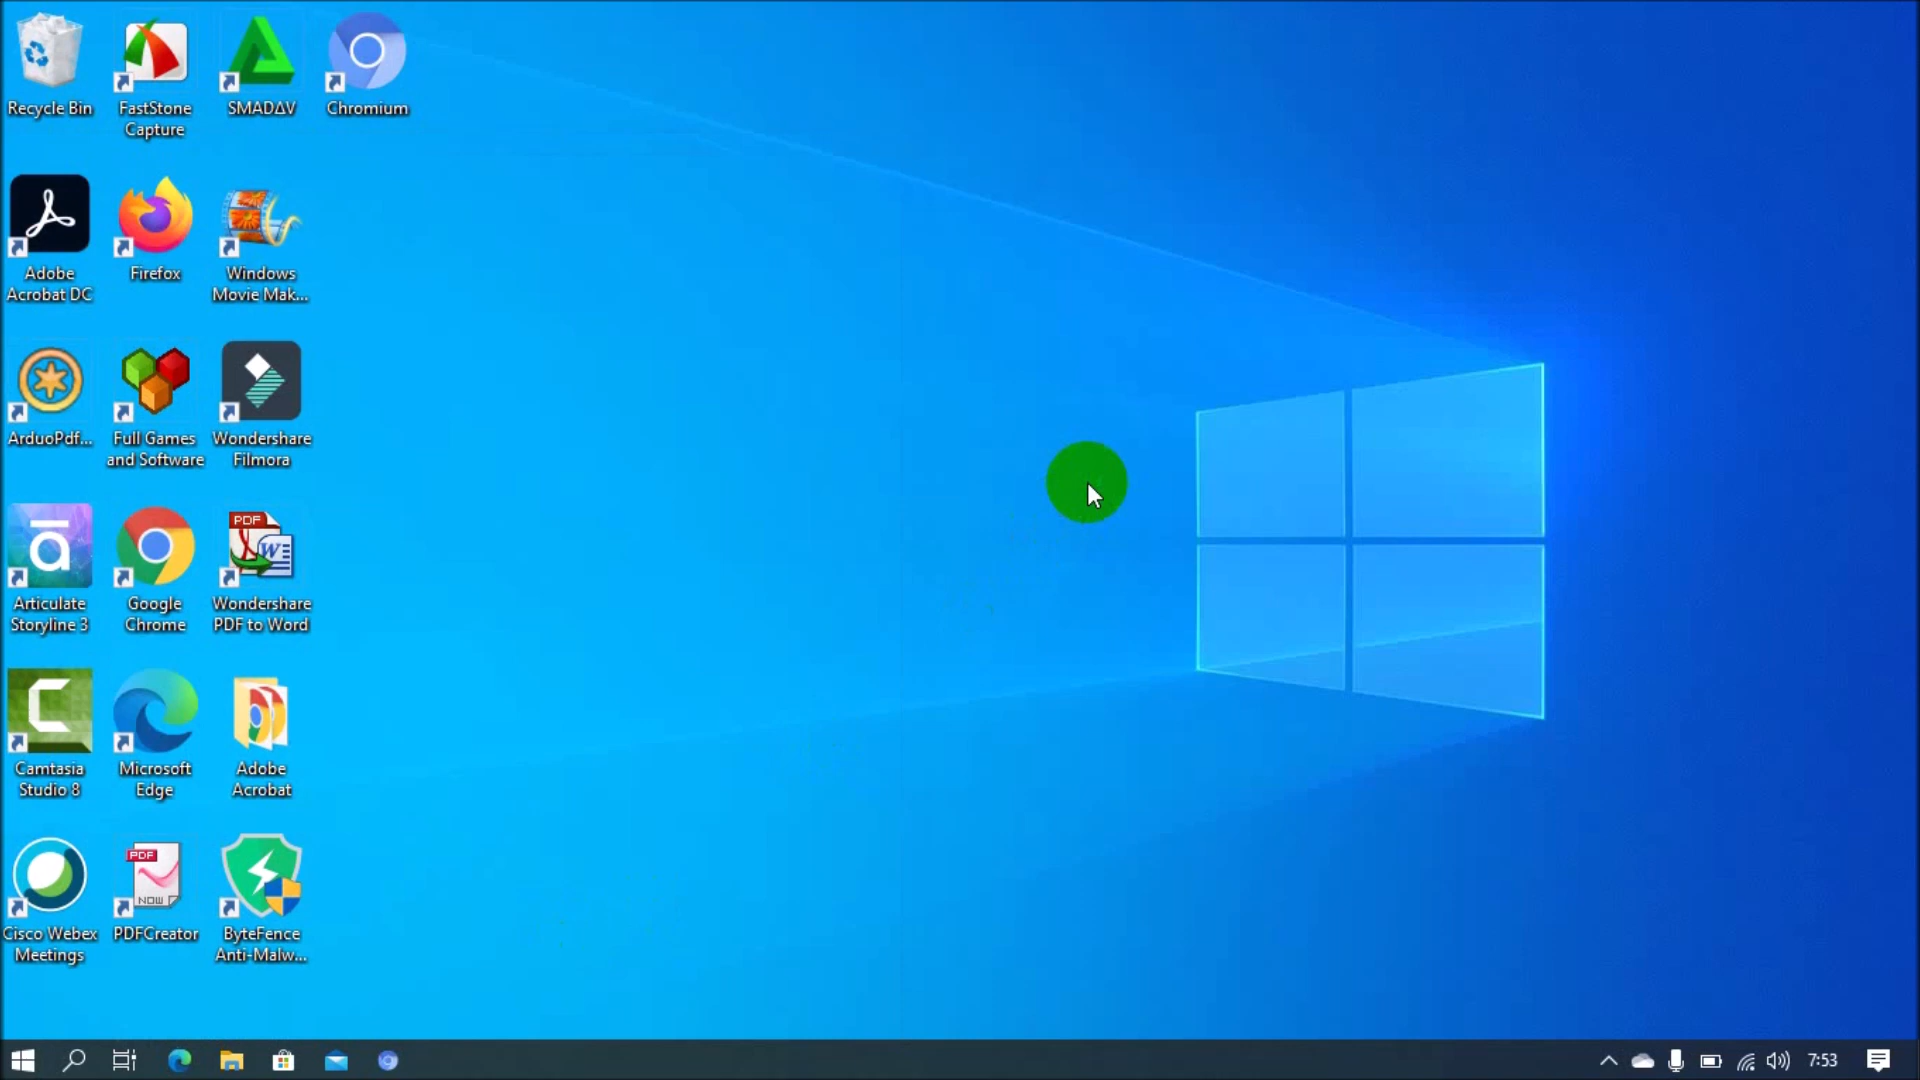 Recycle Bin
FastStone
Capture
SMADΔV
Chromium
Adobe
Acrobat DC
Firefox
Windows
Movie Mak...
ArduoPdf...
Full Games
and Software
Wondershare
Filmora
Articulate
Storyline 3
Google
Chrome
PDF
W
Wondershare
PDF to Word
Camtasia
Studio 8
Microsoft
Edge
Adobe
Acrobat
Cisco Webex
Meetings
PDF
NOW
PDFCreator
ByteFence
Anti-Malw...
7:53